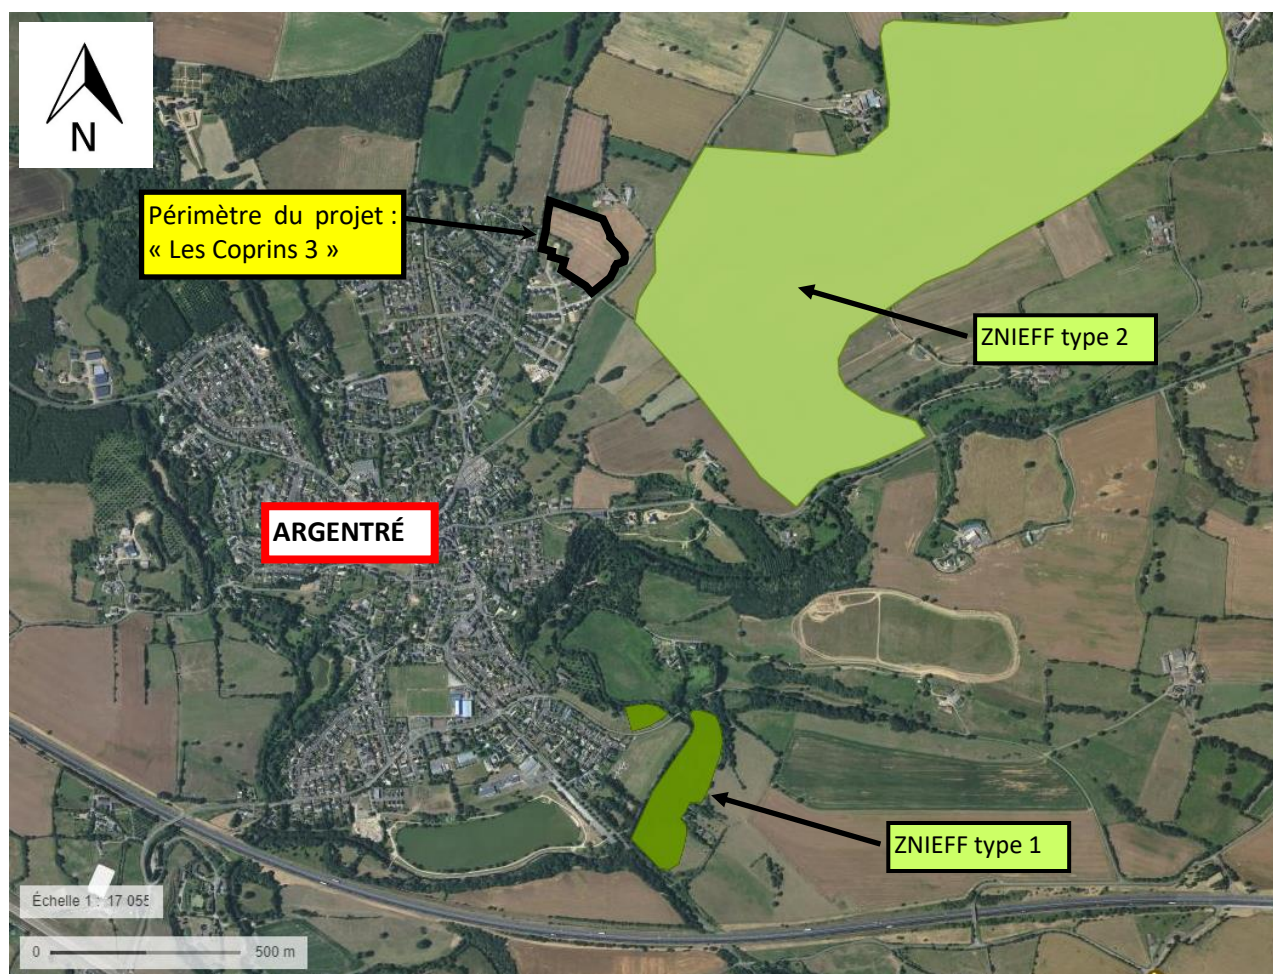 N
Périmètre du projet :
« Les Coprins 3 »
ZNIEFF type 2
ARGENTRÉ
ZNIEFF type 1
Échelle 1 : 17 055
0 500 m